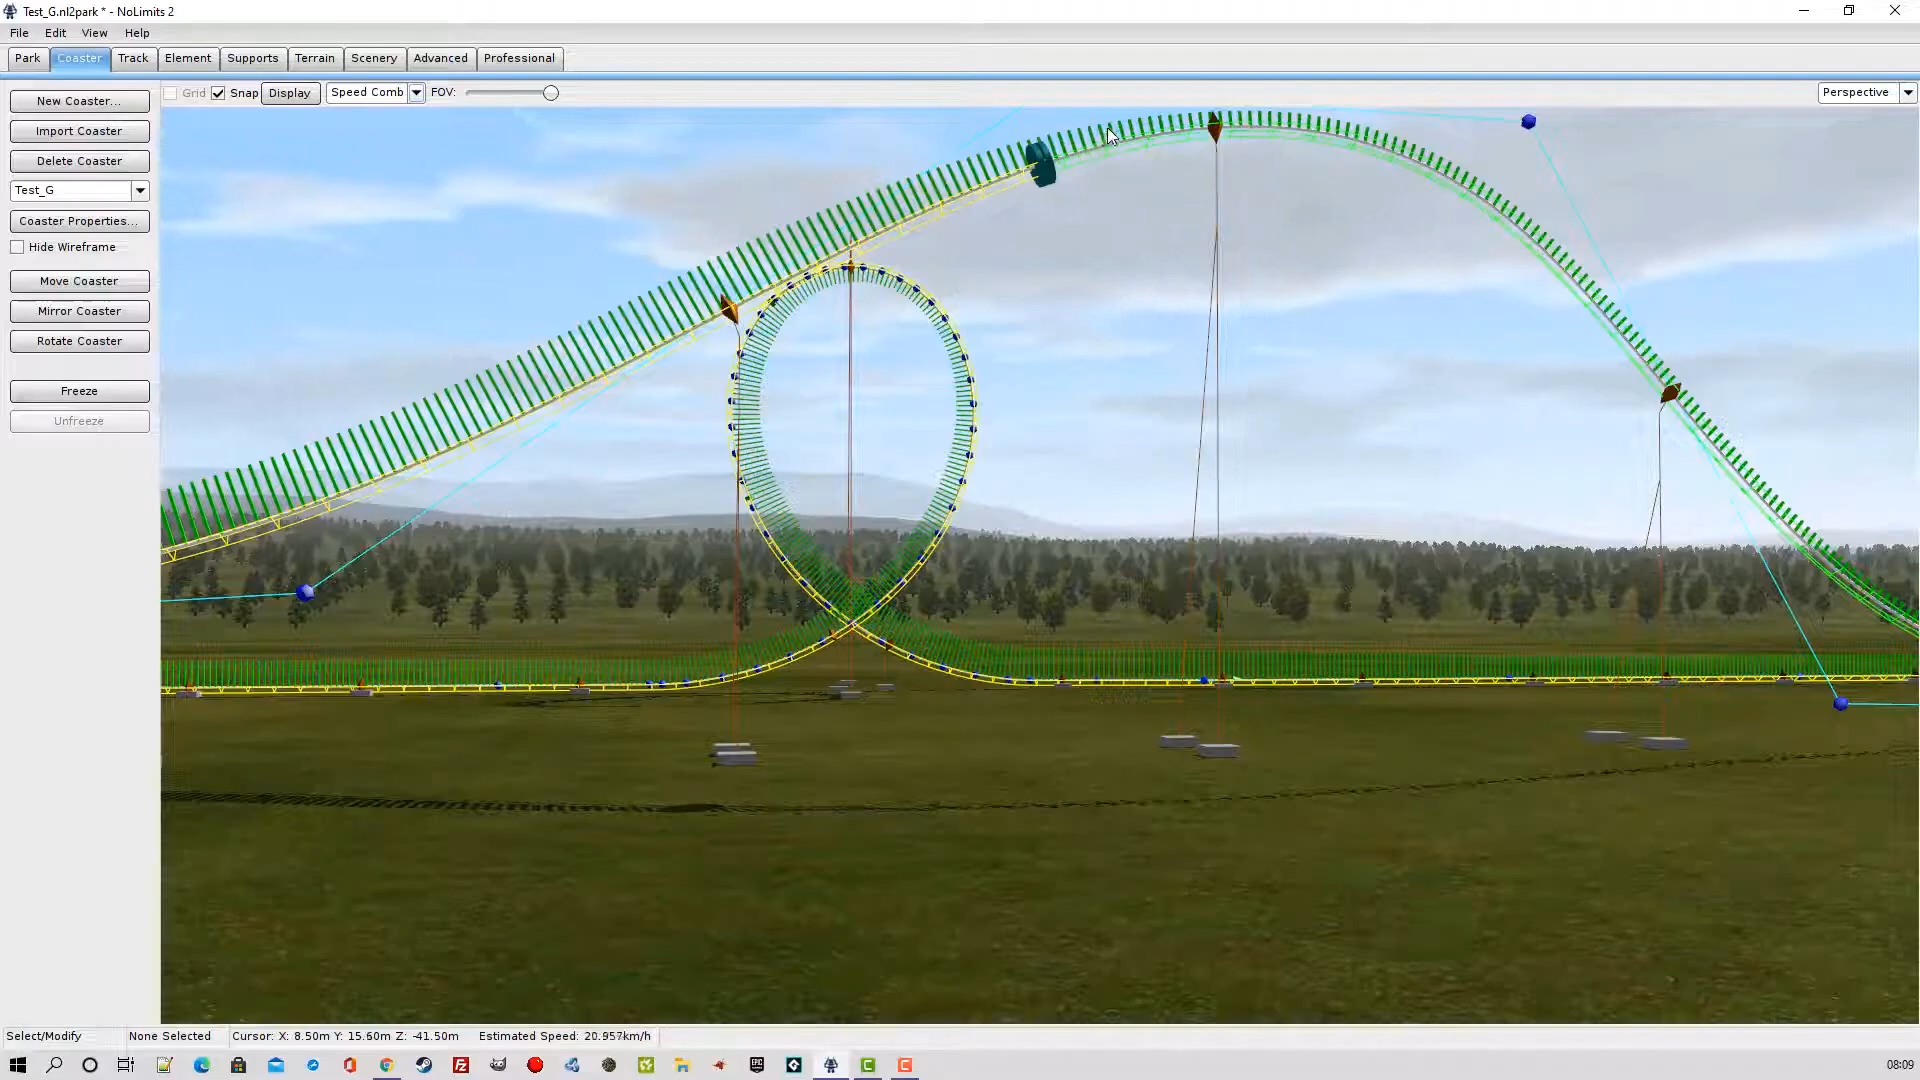 Test_G.nl2park * - NoLimits 2
File Edit View Help
Park Coaster Track Element Supports Terrain Scenery Advanced Professional
Grid Snap Display Speed Comb FOV: Perspective
New Coaster...
Import Coaster
Delete Coaster
Test_G
Coaster Properties...
Hide Wireframe
Move Coaster
Mirror Coaster
Rotate Coaster
Freeze
Unfreeze
Select/Modify None Selected Cursor: X: 8.50m Y: 15.60m Z: -41.50m Estimated Speed: 20.957km/h
08:09